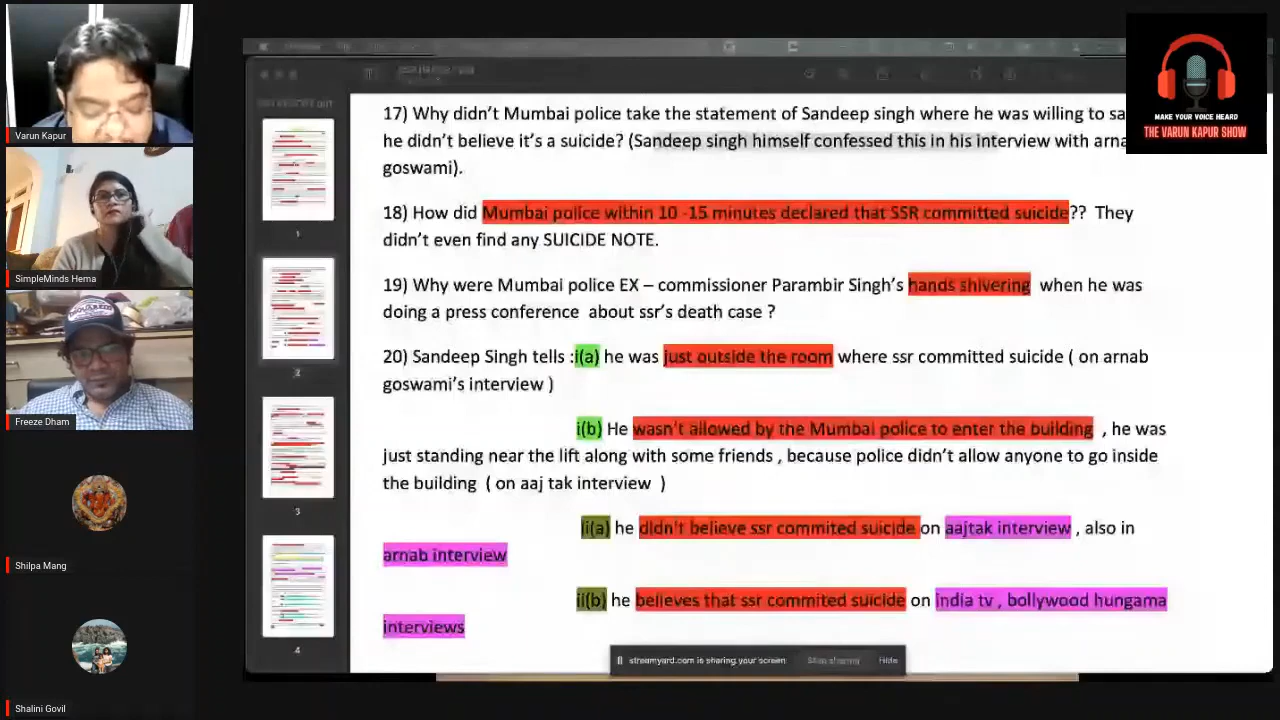 Varun Kapur
SimpleMinds Hema
Freeze Dham
Shilpa Mang
Shalini Govil
MAKE YOUR VOICE HEARD
THE VARUN KAPUR SHOW
17) Why didn't Mumbai police take the statement of Sandeep singh where he was willing to sa
he didn't believe it's a suicide? (Sandeep singh himself confessed this in his interview with arna
goswami).
18) How did Mumbai police within 10 -15 minutes declared that SSR committed suicide?? They
didn't even find any SUICIDE NOTE.
19) Why were Mumbai police EX – commissioner Parambir Singh's hands shivering when he was
doing a press conference about ssr's death case ?
20) Sandeep Singh tells :i(a) he was just outside the room where ssr committed suicide ( on arnab
goswami's interview )
i(b) He wasn't allowed by the Mumbai police to enter the building , he was
just standing near the lift along with some friends , because police didn't allow anyone to go inside
the building ( on aaj tak interview )
ii(a) he didn't believe ssr commited suicide on aajtak interview , also in
arnab interview
ii(b) he believes that ssr commited suicide on india tv , bollywood hungama
interviews
1
2
3
4
streamyard.com is sharing your screen
Stop sharing
Hide